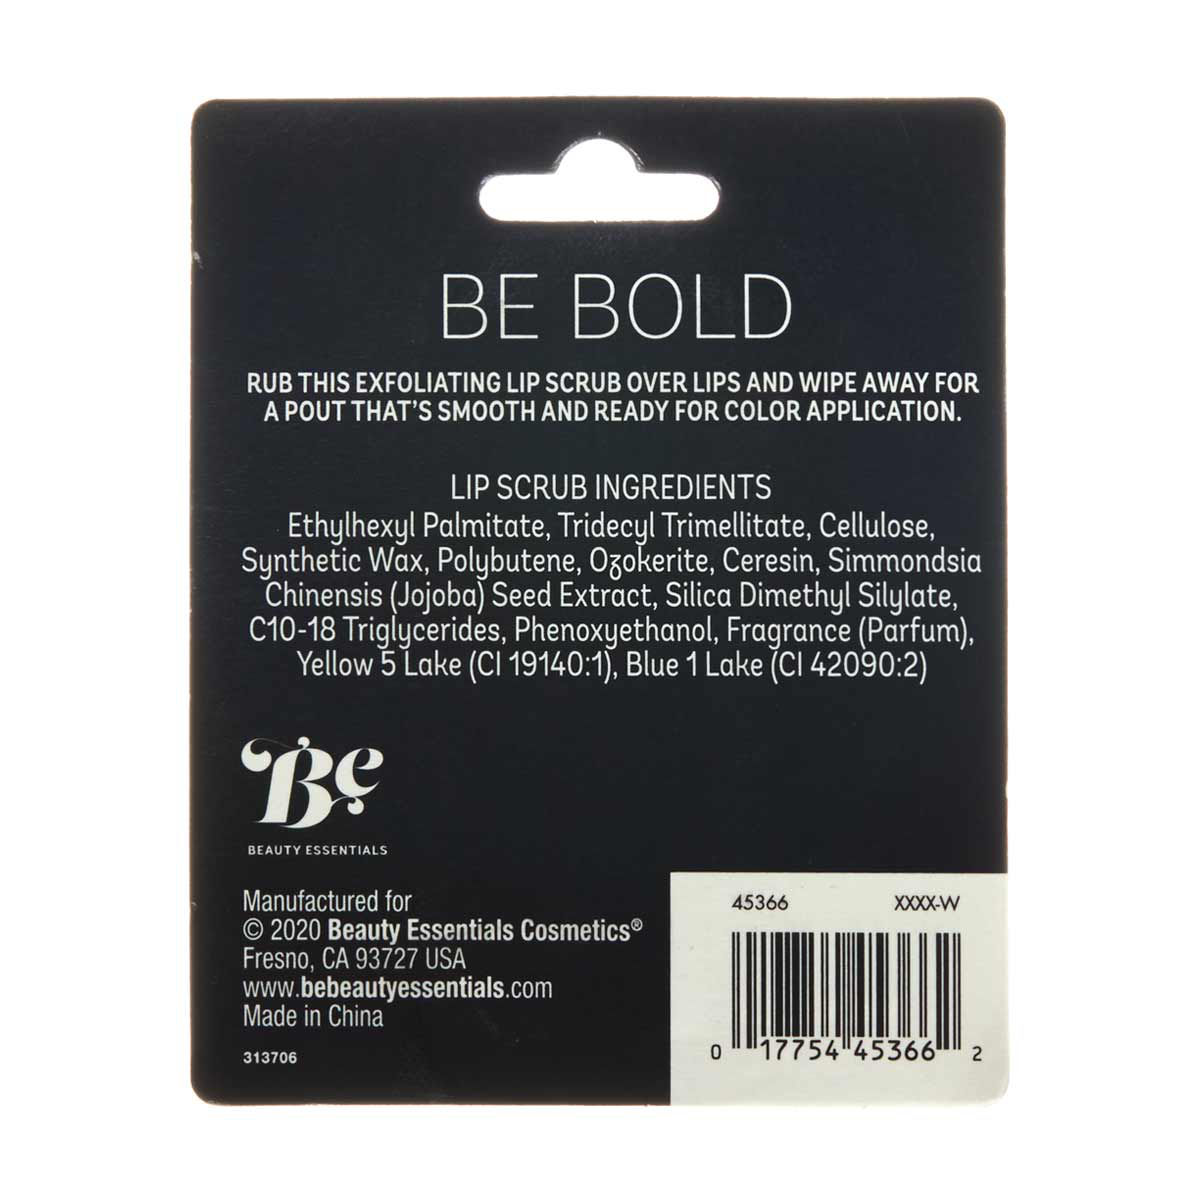 BE BOLD
RUB THIS EXFOLIATING LIP SCRUB OVER LIPS AND WIPE AWAY FOR
A POUT THAT'S SMOOTH AND READY FOR COLOR APPLICATION.
LIP SCRUB INGREDIENTS
Ethylhexyl Palmitate, Tridecyl Trimellitate, Cellulose,
Synthetic Wax, Polybutene, Ozokerite, Ceresin, Simmondsia
Chinensis (Jojoba) Seed Extract, Silica Dimethyl Silylate,
C10-18 Triglycerides, Phenoxyethanol, Fragrance (Parfum),
Yellow 5 Lake (CI 19140:1), Blue 1 Lake (CI 42090:2)
Be
BEAUTY ESSENTIALS
Manufactured for
© 2020 Beauty Essentials Cosmetics®
Fresno, CA 93727 USA
www.bebeautyessentials.com
Made in China
313706
45366 XXXX-W
0 17754 45366 2